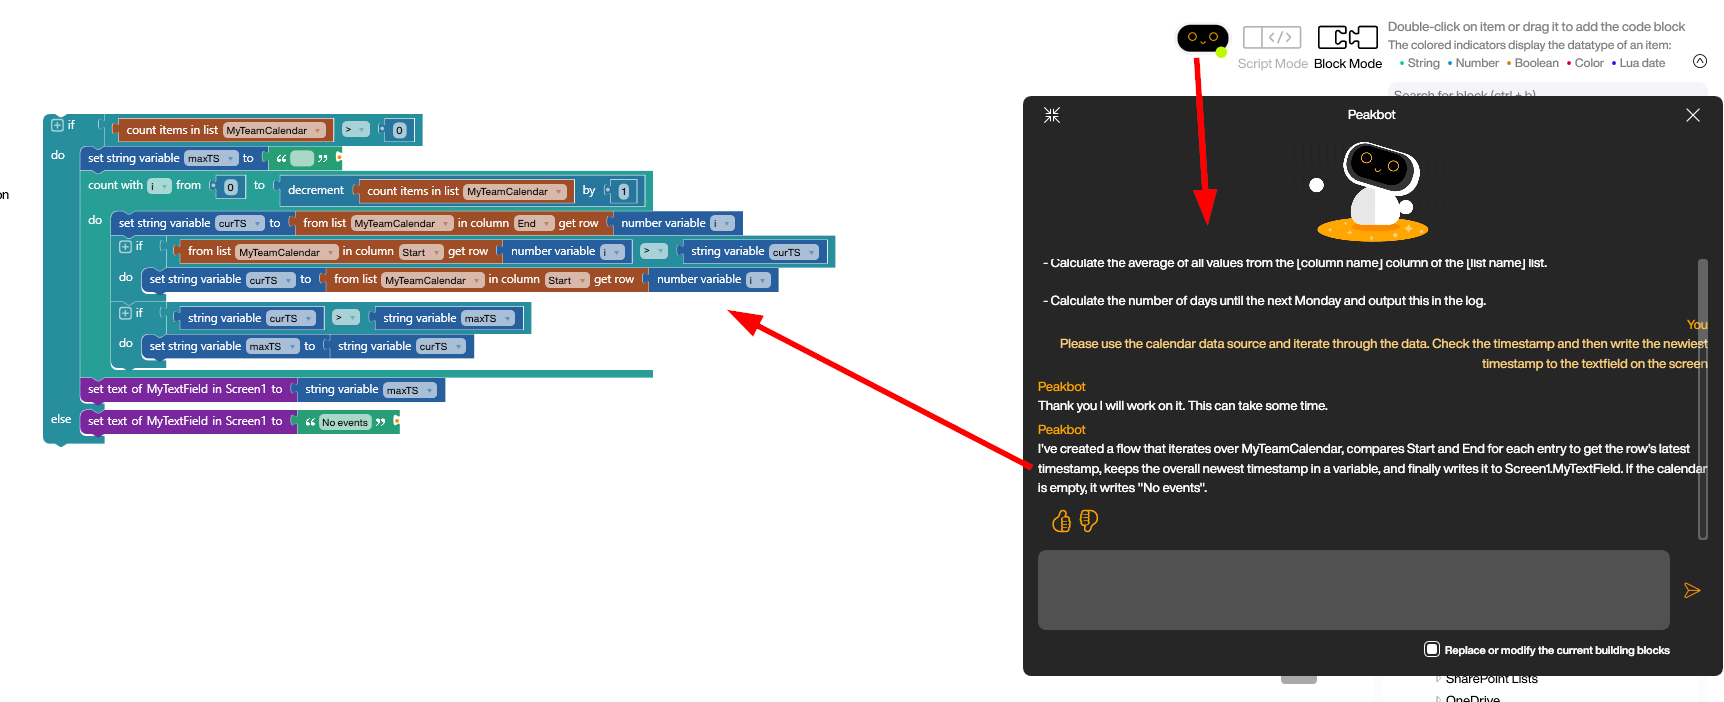 on
if count items in list MyTeamCalendar > 0
do set string variable maxTS to “ ”
count with i from 0 to decrement count items in list MyTeamCalendar by 1
do set string variable curTS to from list MyTeamCalendar in column End get row number variable i
if from list MyTeamCalendar in column Start get row number variable i > string variable curTS
do set string variable curTS to from list MyTeamCalendar in column Start get row number variable i
if string variable curTS > string variable maxTS
do set string variable maxTS to string variable curTS
set text of MyTextField in Screen1 to string variable maxTS
else set text of MyTextField in Screen1 to “ No events ”
Script Mode
Block Mode
Double-click on item or drag it to add the code block
The colored indicators display the datatype of an item:
• String • Number • Boolean • Color • Lua date
Search for block (ctrl + b)
Peakbot
- Calculate the average of all values from the [column name] column of the [list name] list.
- Calculate the number of days until the next Monday and output this in the log.
You
Please use the calendar data source and iterate through the data. Check the timestamp and then write the newiest
timestamp to the textfield on the screen
Peakbot
Thank you I will work on it. This can take some time.
Peakbot
I've created a flow that iterates over MyTeamCalendar, compares Start and End for each entry to get the row's latest
timestamp, keeps the overall newest timestamp in a variable, and finally writes it to Screen1.MyTextField. If the calendar
is empty, it writes "No events".
Replace or modify the current building blocks
SharePoint Lists
OneDrive